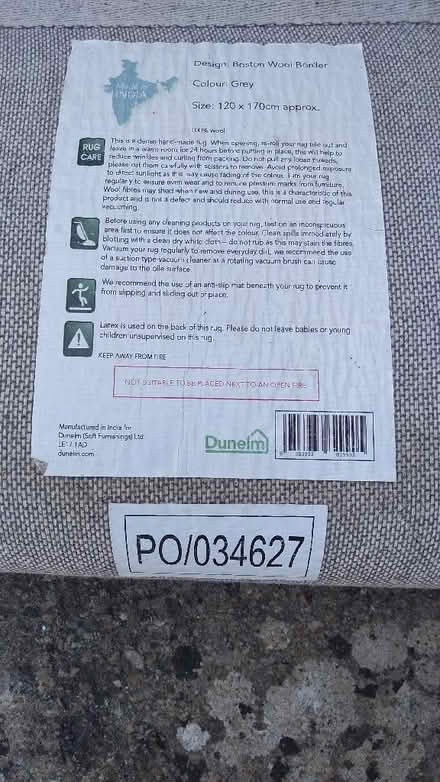 MADE IN
INDIA
Design: Boston Wool Border
Colour: Grey
Size: 120 x 170cm approx.
100% wool
RUG
CARE
This is a dense hand-made rug. When opening, re-roll your rug pile out and
leave in a warm room for 24 hours before putting in place, this will help to
reduce wrinkles and curling from packing. Do not pull any loose threads,
please cut them carefully with scissors to remove. Avoid prolonged exposure
to direct sunlight as this may cause fading of the colour. Turn your rug
regularly to ensure even wear and to remove pressure marks from furniture.
Wool fibres may shed when new and during use, this is a characteristic of this
product and is not a defect and should reduce with normal use and regular
vacuuming.
Before using any cleaning products on your rug, test on an inconspicuous
area first to ensure it does not affect the colour. Clean spills immediately by
blotting with a clean dry white cloth – do not rub as this may stain the fibres.
Vacuum your rug regularly to remove everyday dirt, we recommend the use
of a suction type vacuum cleaner as a rotating vacuum brush can cause
damage to the pile surface.
We recommend the use of an anti-slip mat beneath your rug to prevent it
from slipping and sliding out of place.
Latex is used on the back of this rug. Please do not leave babies or young
children unsupervised on this rug.
KEEP AWAY FROM FIRE
NOT SUITABLE TO BE PLACED NEXT TO AN OPEN FIRE
Manufactured in India for
Dunelm (Soft Furnishings) Ltd
LE7 1AD
dunelm.com
Dunelm
PO/034627